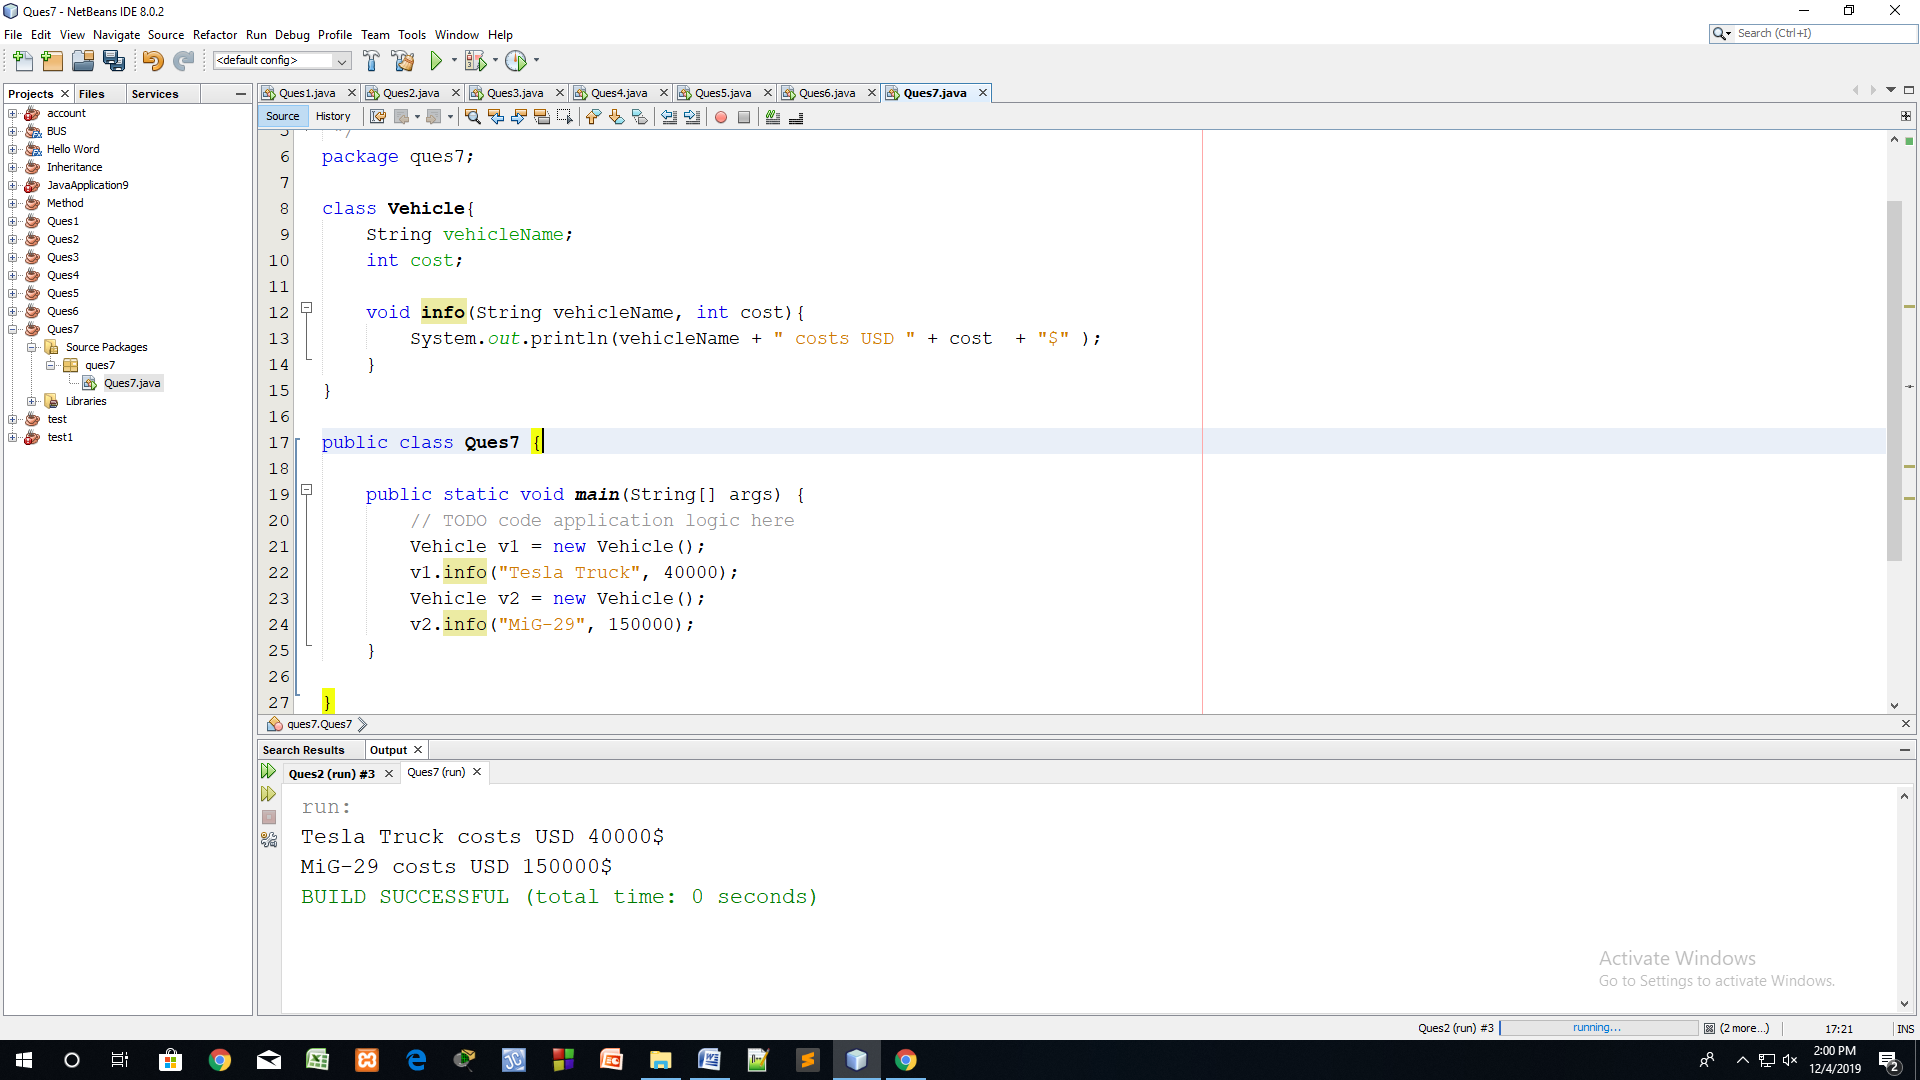 Ques7 - NetBeans IDE 8.0.2
File Edit View Navigate Source Refactor Run Debug Profile Team Tools Window Help
Search (Ctrl+I)
<default config>
Projects Files Services
account
BUS
Hello Word
Inheritance
JavaApplication9
Method
Ques1
Ques2
Ques3
Ques4
Ques5
Ques6
Ques7
Source Packages
ques7
Ques7.java
Libraries
test
test1
Ques1.java Ques2.java Ques3.java Ques4.java Ques5.java Ques6.java Ques7.java
Source History
5 */
6 package ques7;
7
8 class Vehicle{
9 String vehicleName;
10 int cost;
11
12 void info(String vehicleName, int cost){
13 System.out.println(vehicleName + " costs USD " + cost  + "$" );
14 }
15 }
16
17 public class Ques7 {
18
19 public static void main(String[] args) {
20 // TODO code application logic here
21 Vehicle v1 = new Vehicle();
22 v1.info("Tesla Truck", 40000);
23 Vehicle v2 = new Vehicle();
24 v2.info("MiG-29", 150000);
25 }
26
27 }
ques7.Ques7
Search Results Output
Ques2 (run) #3 Ques7 (run)
run:
Tesla Truck costs USD 40000$
MiG-29 costs USD 150000$
BUILD SUCCESSFUL (total time: 0 seconds)
Activate Windows
Go to Settings to activate Windows.
Ques2 (run) #3 running... (2 more...) 17:21 INS
2:00 PM
12/4/2019
2